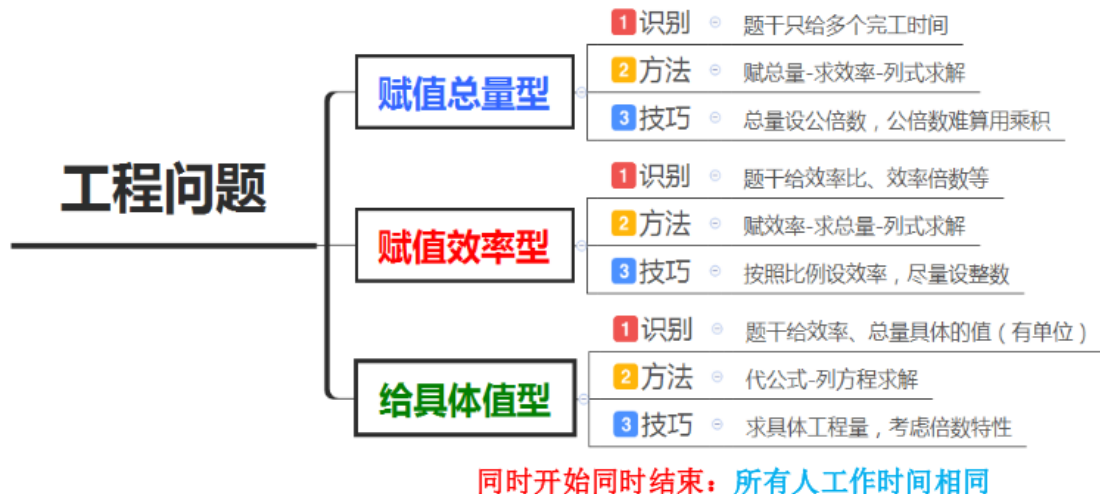 工程问题
赋值总量型
1 识别 题干只给多个完工时间
2 方法 赋总量-求效率-列式求解
3 技巧 总量设公倍数，公倍数难算用乘积
赋值效率型
1 识别 题干给效率比、效率倍数等
2 方法 赋效率-求总量-列式求解
3 技巧 按照比例设效率，尽量设整数
给具体值型
1 识别 题干给效率、总量具体的值（有单位）
2 方法 代公式-列方程求解
3 技巧 求具体工程量，考虑倍数特性
同时开始同时结束：所有人工作时间相同